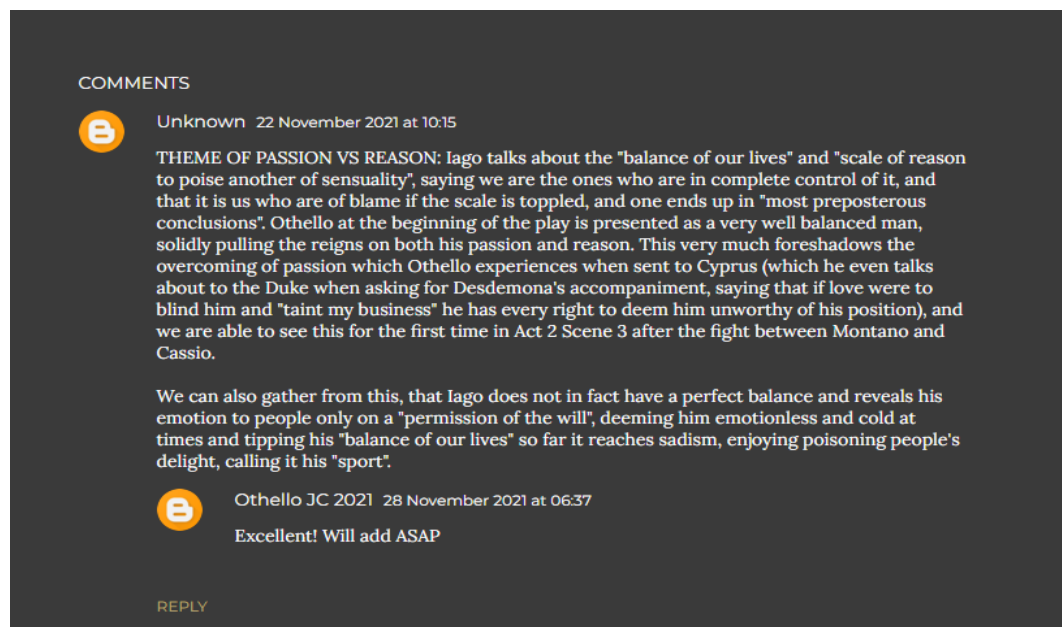 COMMENTS
Unknown 22 November 2021 at 10:15
THEME OF PASSION VS REASON: Iago talks about the "balance of our lives" and "scale of reason
to poise another of sensuality", saying we are the ones who are in complete control of it, and
that it is us who are of blame if the scale is toppled, and one ends up in "most preposterous
conclusions". Othello at the beginning of the play is presented as a very well balanced man,
solidly pulling the reigns on both his passion and reason. This very much foreshadows the
overcoming of passion which Othello experiences when sent to Cyprus (which he even talks
about to the Duke when asking for Desdemona's accompaniment, saying that if love were to
blind him and "taint my business" he has every right to deem him unworthy of his position), and
we are able to see this for the first time in Act 2 Scene 3 after the fight between Montano and
Cassio.
We can also gather from this, that Iago does not in fact have a perfect balance and reveals his
emotion to people only on a "permission of the will", deeming him emotionless and cold at
times and tipping his "balance of our lives" so far it reaches sadism, enjoying poisoning people's
delight, calling it his "sport".
Othello JC 2021 28 November 2021 at 06:37
Excellent! Will add ASAP
REPLY